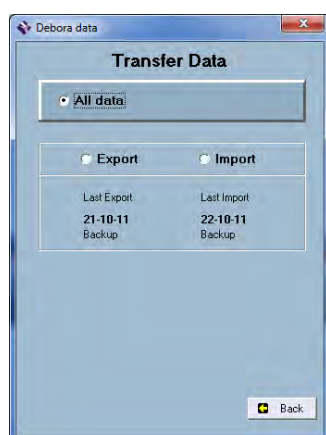 Debora data
Transfer Data
All data
Export Import
Last Export Last Import
21-10-11 22-10-11
Backup Backup
Back